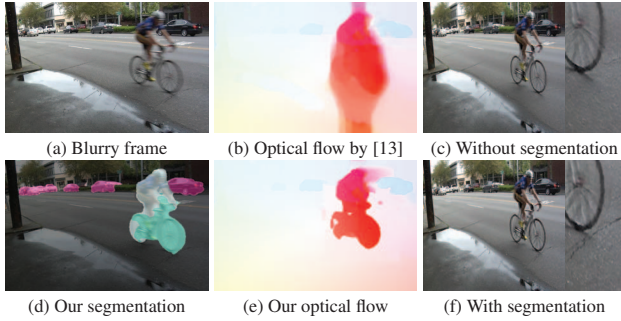 (a) Blurry frame
(b) Optical flow by [13]
(c) Without segmentation
(d) Our segmentation
(e) Our optical flow
(f) With segmentation